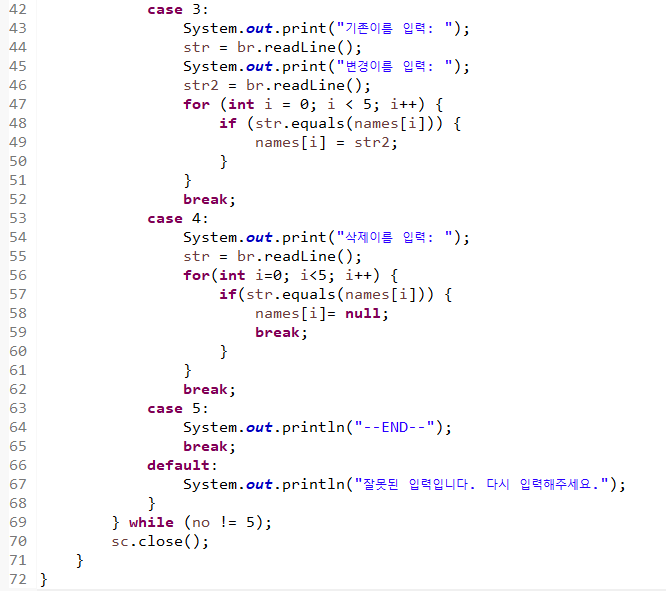 42 case 3:
43 System.out.print("기존이름 입력: ");
44 str = br.readLine();
45 System.out.print("변경이름 입력: ");
46 str2 = br.readLine();
47 for (int i = 0; i < 5; i++) {
48 if (str.equals(names[i])) {
49 names[i] = str2;
50 }
51 }
52 break;
53 case 4:
54 System.out.print("삭제이름 입력: ");
55 str = br.readLine();
56 for(int i=0; i<5; i++) {
57 if(str.equals(names[i])) {
58 names[i]= null;
59 break;
60 }
61 }
62 break;
63 case 5:
64 System.out.println("--END--");
65 break;
66 default:
67 System.out.println("잘못된 입력입니다. 다시 입력해주세요.");
68 }
69 } while (no != 5);
70 sc.close();
71 }
72 }